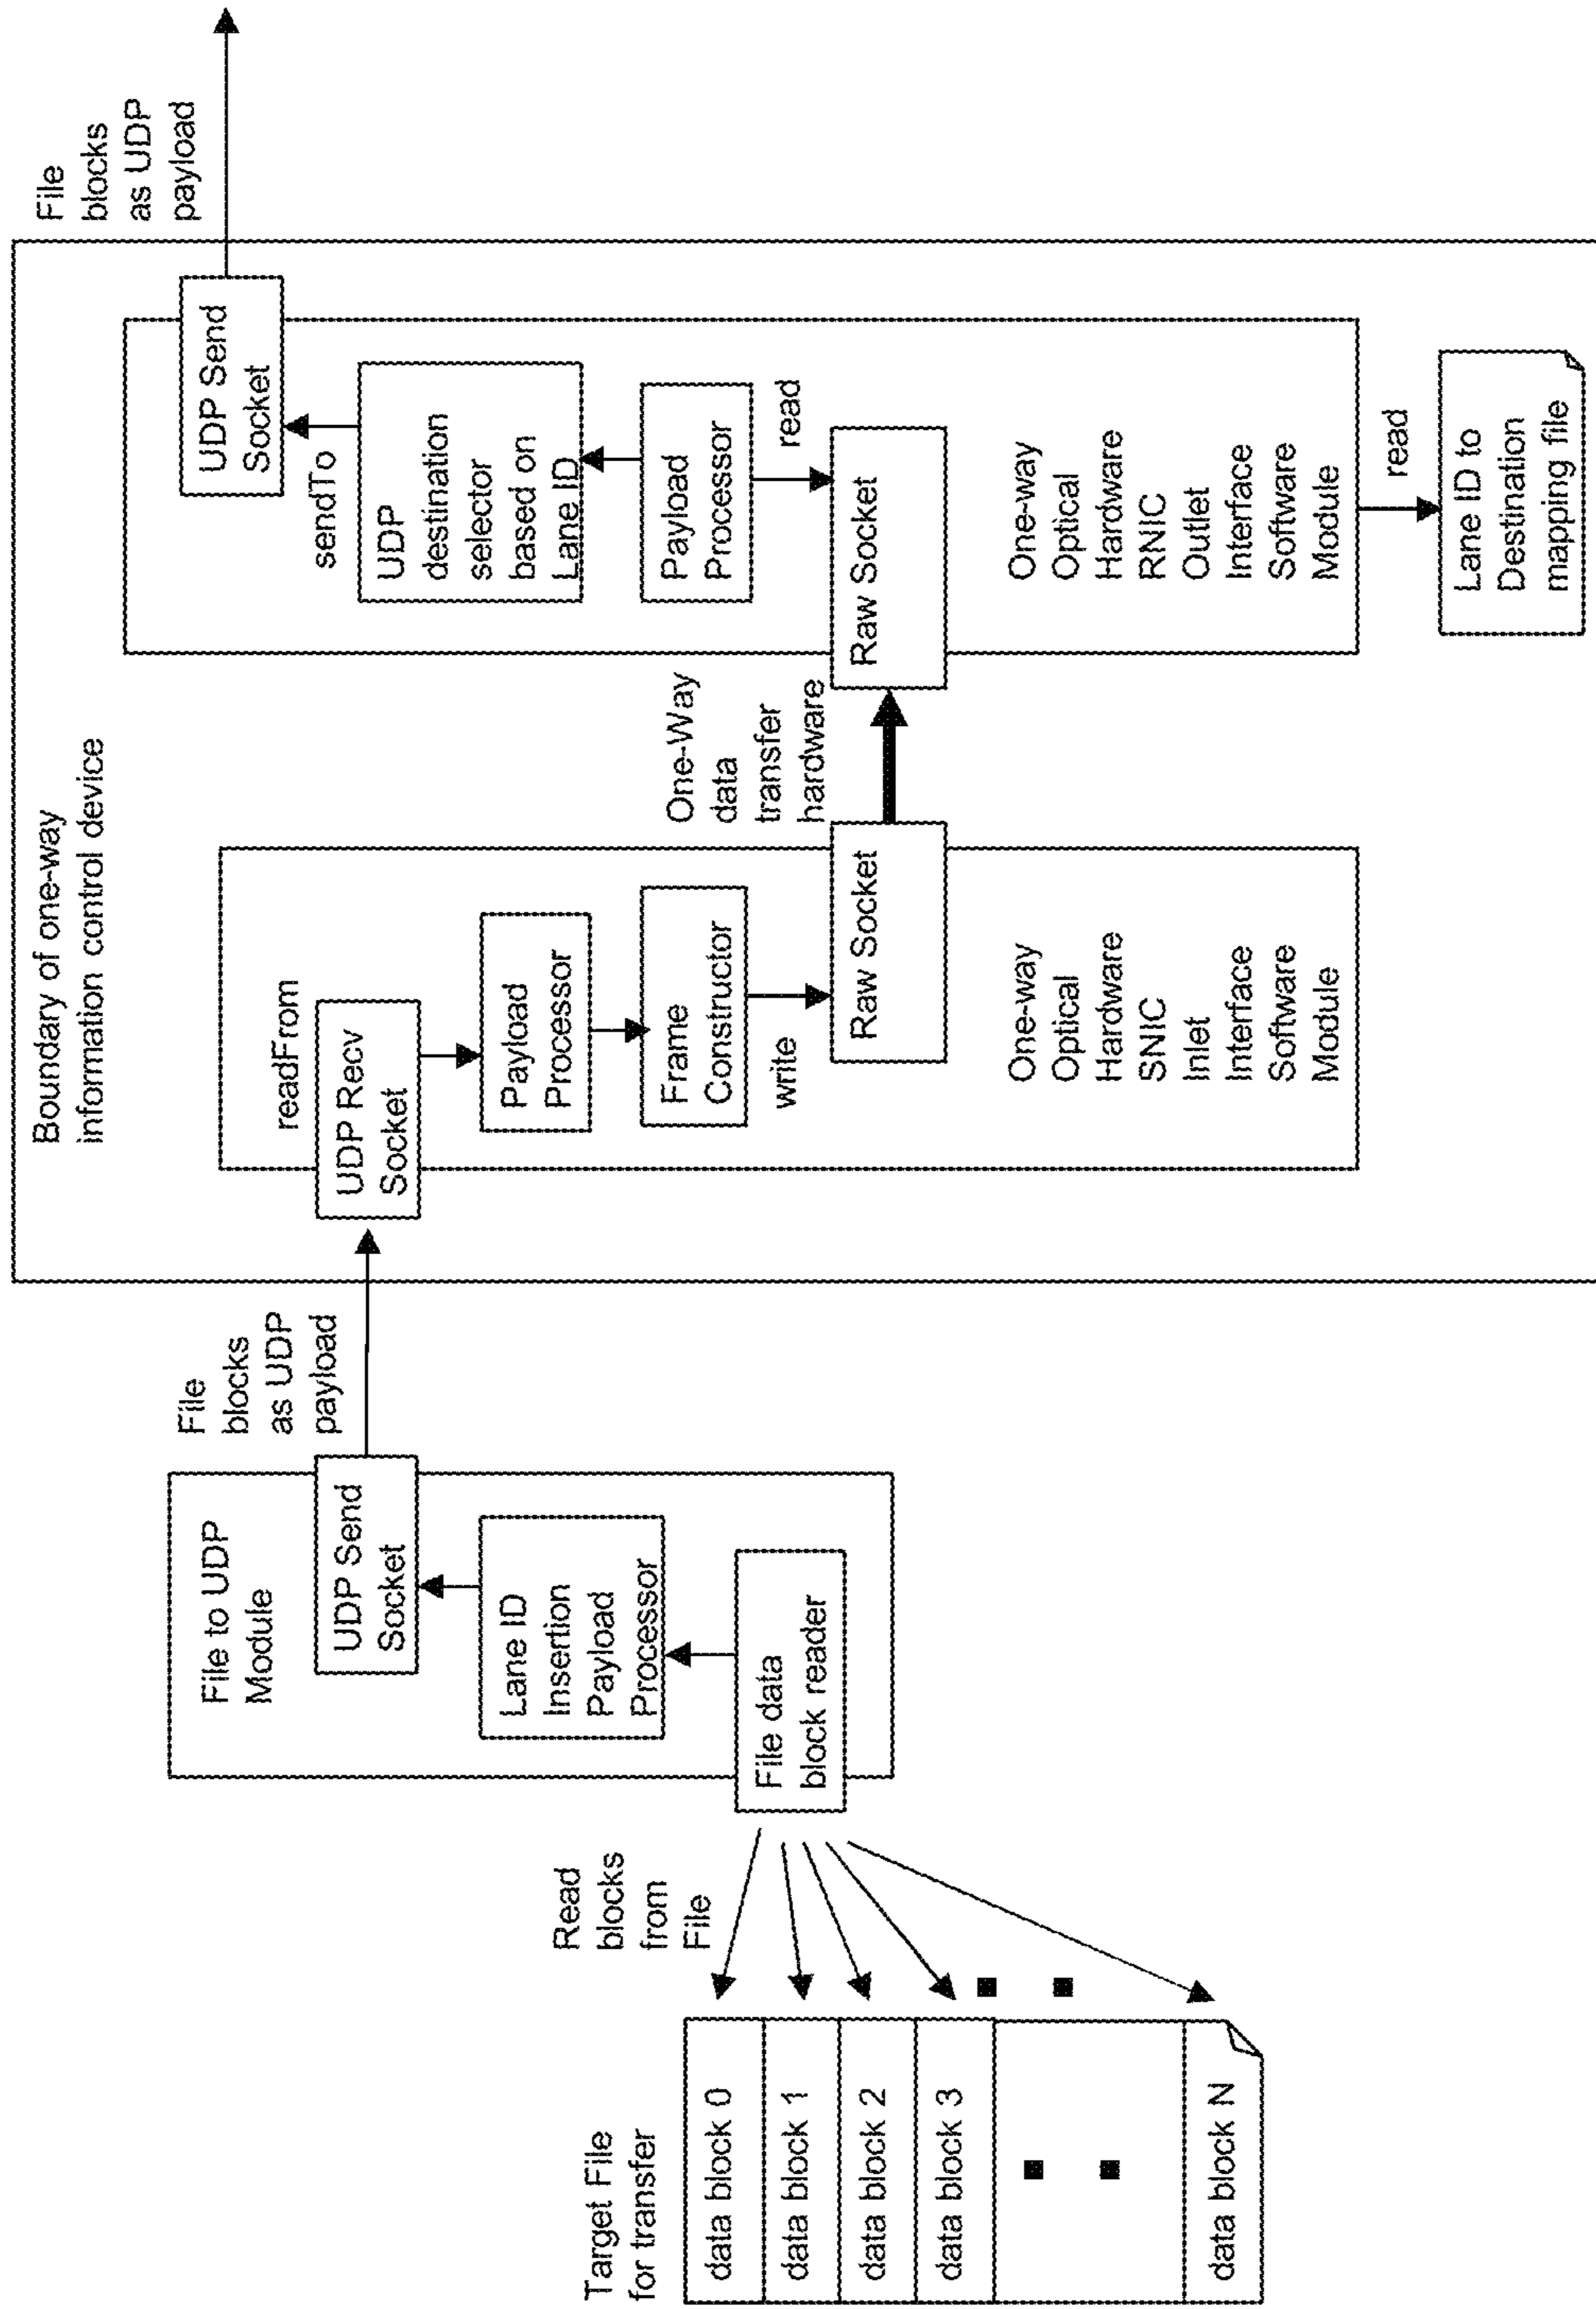 Target File
for transfer
data block 0
data block 1
data block 2
data block 3
data block N
Read
blocks
from
File
File to UDP
Module
UDP Send
Socket
Lane ID
Insertion
Payload
Processor
File data
block reader
File
blocks
as UDP
payload
Boundary of one-way
information control device
readFrom
UDP Recv
Socket
Payload
Processor
Frame
Constructor
write
Raw Socket
One-way
Optical
Hardware
SNIC
Inlet
Interface
Software
Module
One-Way
data
transfer
hardware
UDP Send
Socket
sendTo
UDP
destination
selector
based on
Lane ID
Payload
Processor
read
Raw Socket
One-way
Optical
Hardware
RNIC
Outlet
Interface
Software
Module
read
Lane ID to
Destination
mapping file
File
blocks
as UDP
payload